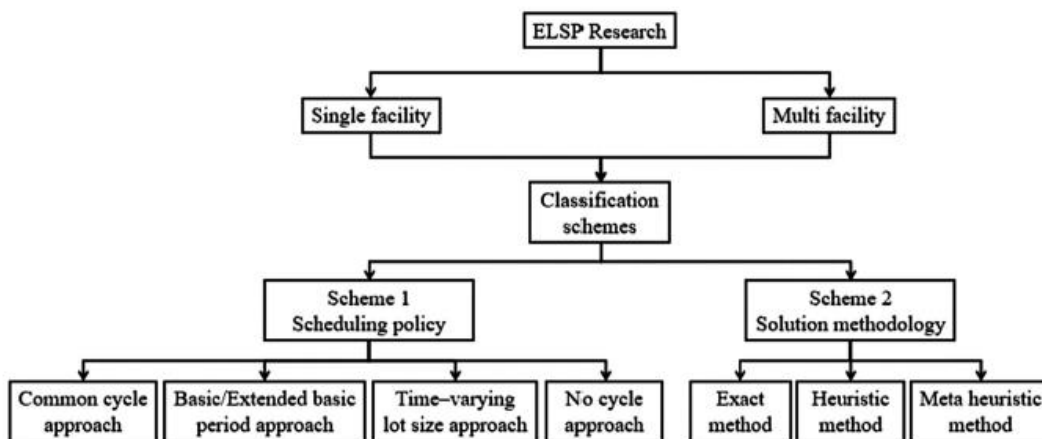 ELSP Research
Single facility
Multi facility
Classification
schemes
Scheme 1
Scheduling policy
Scheme 2
Solution methodology
Common cycle
approach
Basic/Extended basic
period approach
Time–varying
lot size approach
No cycle
approach
Exact
method
Heuristic
method
Meta heuristic
method